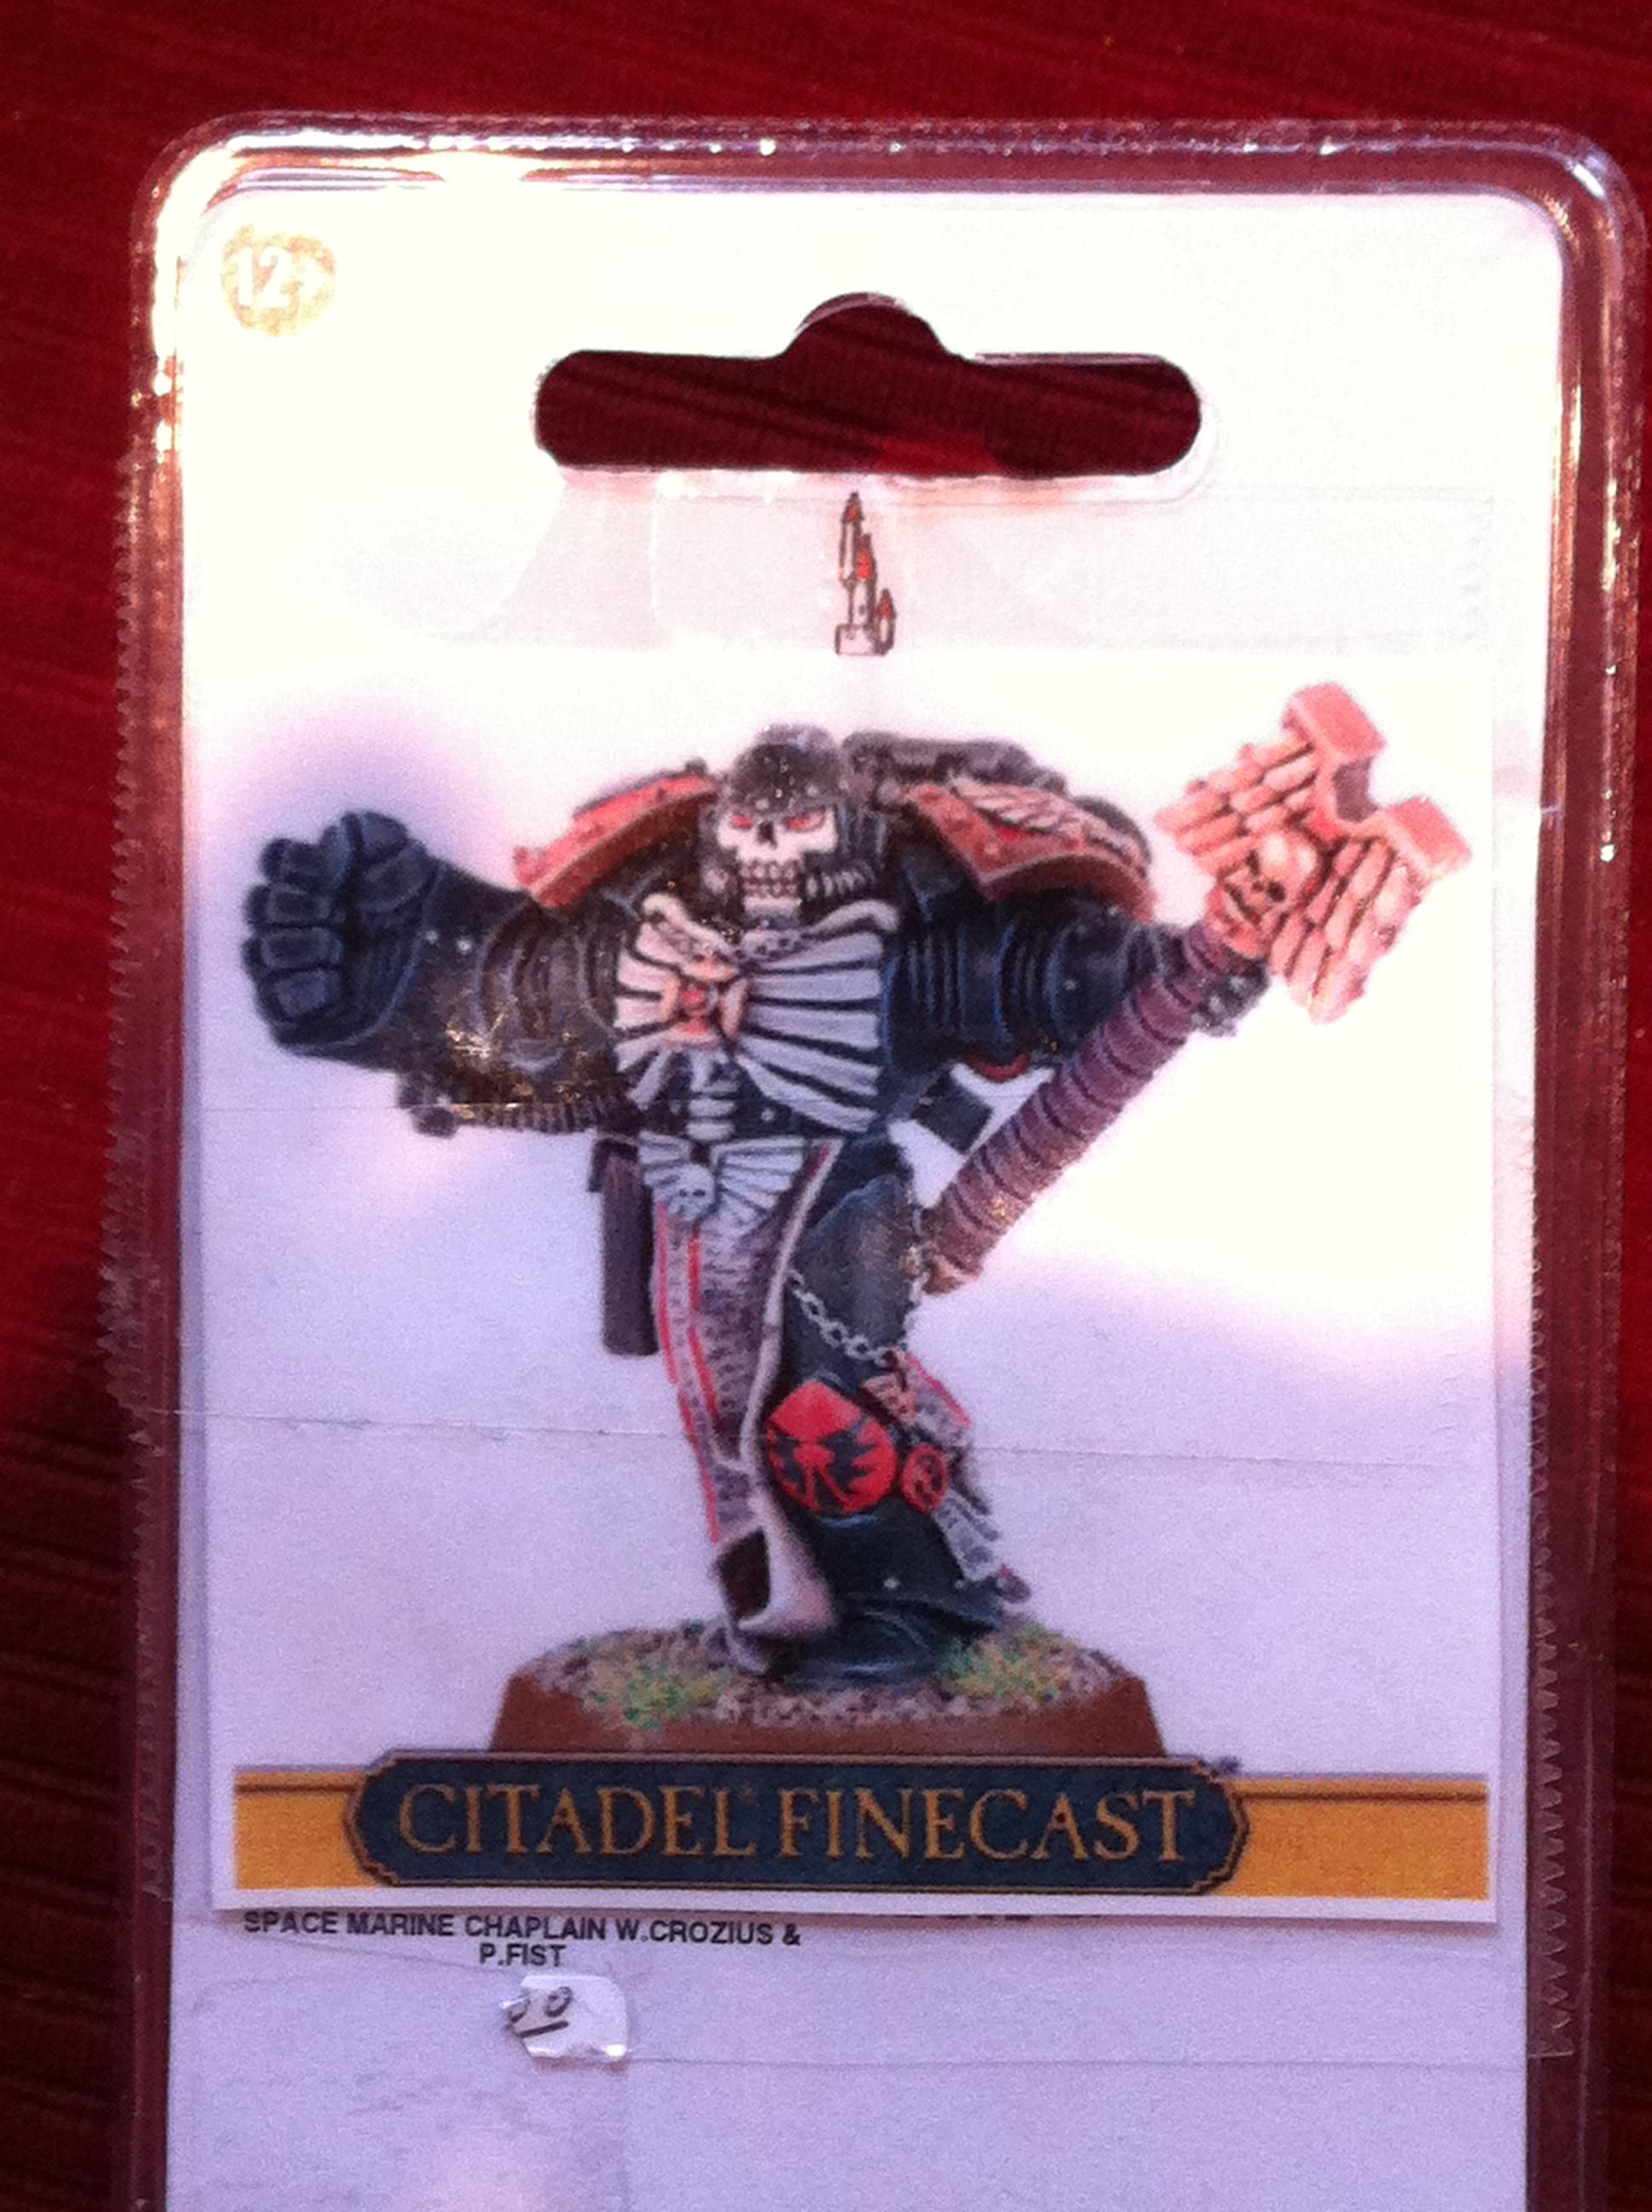 12+
CITADEL FINECAST
SPACE MARINE CHAPLAIN W.CROZIUS &
P.FIST